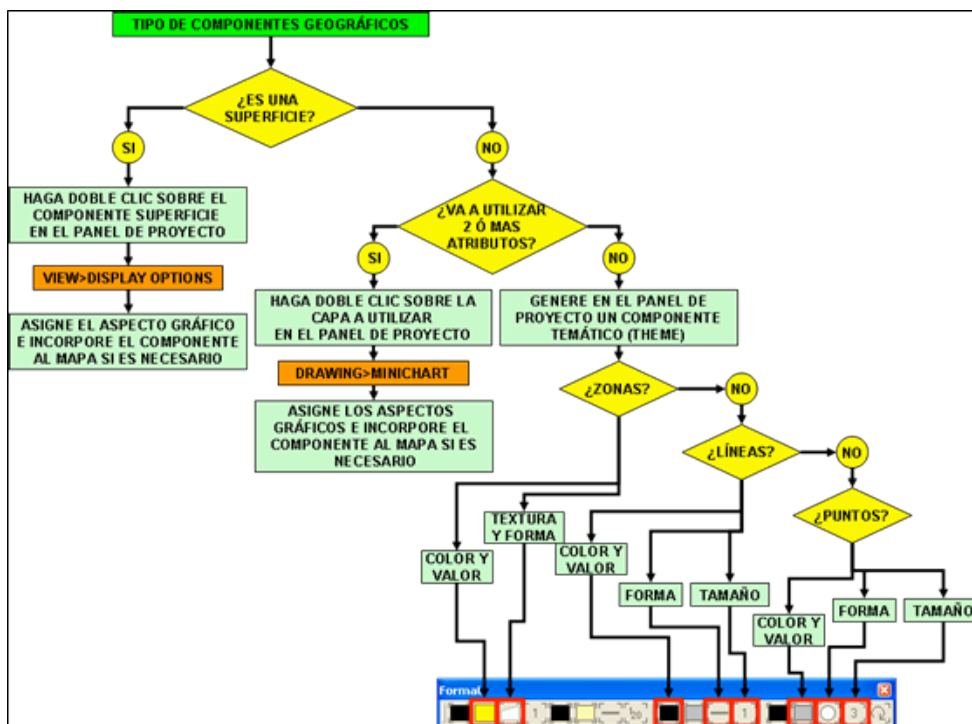 TIPO DE COMPONENTES GEOGRÁFICOS
¿ES UNA
SUPERFICIE?
SI
NO
HAGA DOBLE CLIC SOBRE EL
COMPONENTE SUPERFICIE
EN EL PANEL DE PROYECTO
VIEW>DISPLAY OPTIONS
ASIGNE EL ASPECTO GRÁFICO
E INCORPORE EL COMPONENTE
AL MAPA SI ES NECESARIO
¿VA A UTILIZAR
2 Ó MAS
ATRIBUTOS?
SI
NO
HAGA DOBLE CLIC SOBRE LA
CAPA A UTILIZAR
EN EL PANEL DE PROYECTO
DRAWING>MINICHART
ASIGNE LOS ASPECTOS
GRÁFICOS E INCORPORE EL
COMPONENTE AL MAPA SI ES
NECESARIO
GENERE EN EL PANEL DE
PROYECTO UN COMPONENTE
TEMÁTICO (THEME)
¿ZONAS?
NO
¿LÍNEAS?
NO
¿PUNTOS?
COLOR Y
VALOR
TEXTURA
Y FORMA
COLOR Y
VALOR
FORMA
TAMAÑO
COLOR Y
VALOR
FORMA
TAMAÑO
Format
1
20
1
3